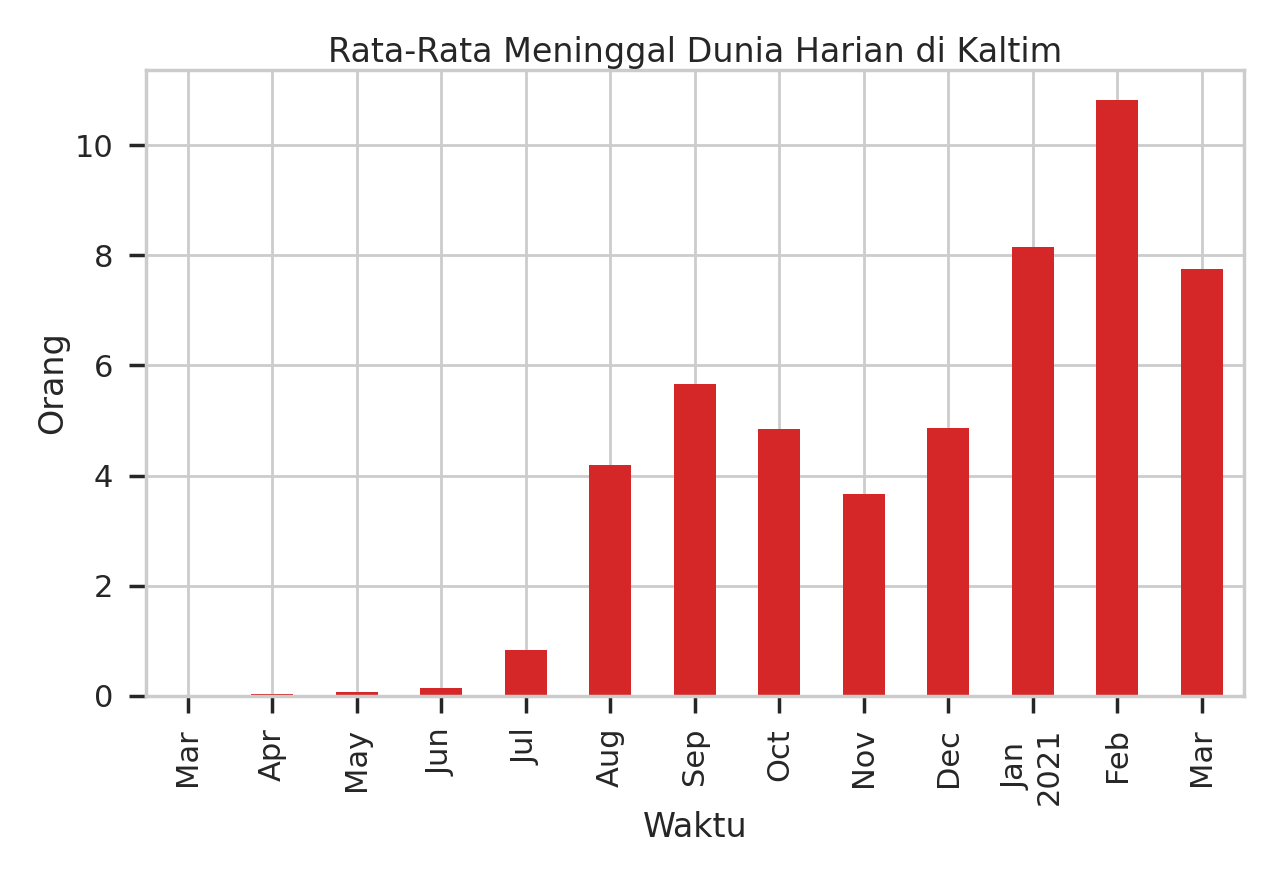 Rata-Rata Meninggal Dunia Harian di Kaltim
10
8
6
4
2
0
Orang
Mar
Apr
May
Jun
Jul
Aug
Sep
Oct
Nov
Dec
Jan
2021
Feb
Mar
Waktu